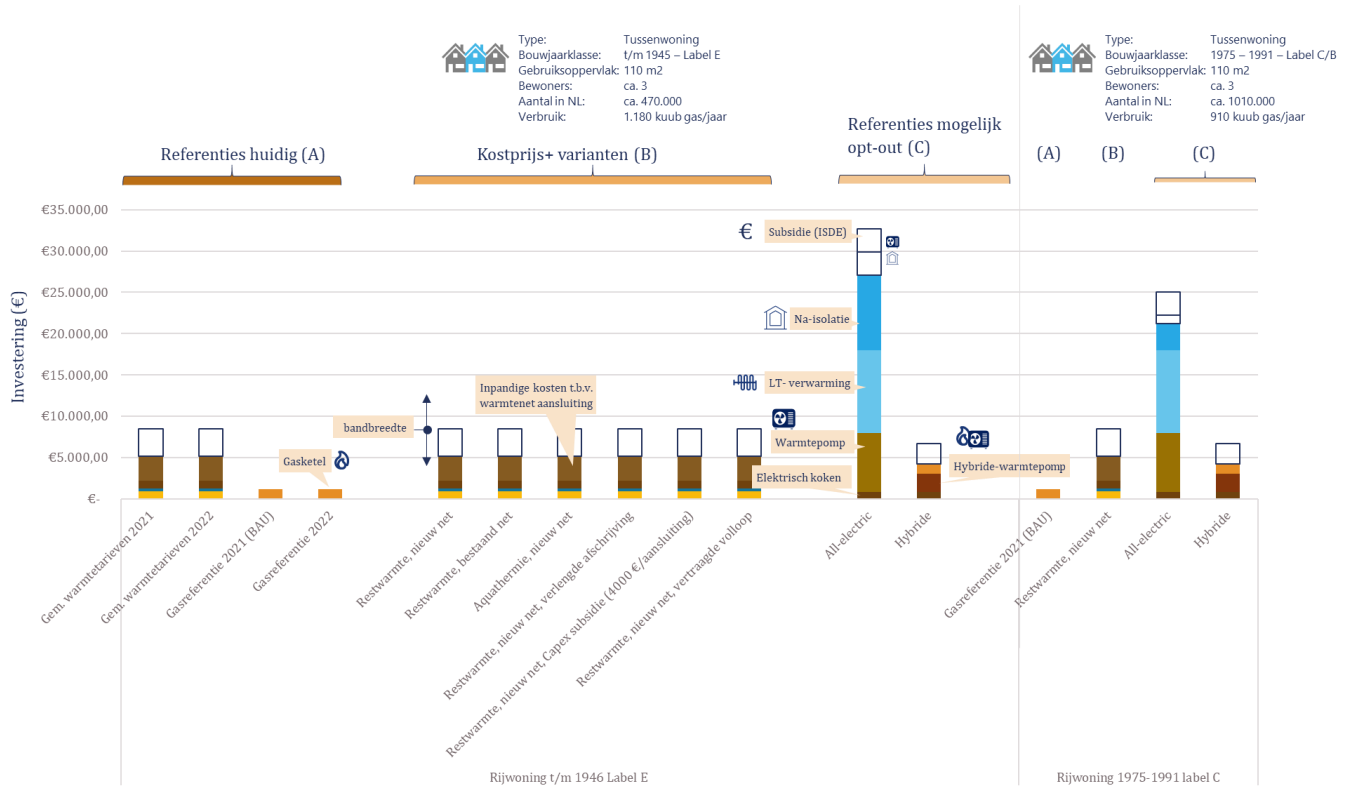 Type: Tussenwoning
Bouwjaarklasse: t/m 1945 – Label E
Gebruiksoppervlak: 110 m2
Bewoners: ca. 3
Aantal in NL: ca. 470.000
Verbruik: 1.180 kuub gas/jaar
Type: Tussenwoning
Bouwjaarklasse: 1975 – 1991 – Label C/B
Gebruiksoppervlak: 110 m2
Bewoners: ca. 3
Aantal in NL: ca. 1010.000
Verbruik: 910 kuub gas/jaar
Referenties huidig (A)
Kostprijs+ varianten (B)
Referenties mogelijk
opt-out (C)
(A)
(B)
(C)
Investering (€)
€35.000,00
€30.000,00
€25.000,00
€20.000,00
€15.000,00
€10.000,00
€5.000,00
€-
€
Subsidie (ISDE)
Na-isolatie
LT- verwarming
Warmtepomp
Elektrisch koken
Hybride-warmtepomp
Inpandige kosten t.b.v.
warmtenet aansluiting
bandbreedte
Gasketel
Gem. warmtetarieven 2021
Gem. warmtetarieven 2022
Gasreferentie 2021 (BAU)
Gasreferentie 2022
Restwarmte, nieuw net
Restwarmte, bestaand net
Aquathermie, nieuw net
Restwarmte, nieuw net, verlengde afschrijving
Restwarmte, nieuw net, Capex subsidie (4000 €/aansluiting)
Restwarmte, nieuw net, vertraagde volloop
All-electric
Hybride
Gasreferentie 2021 (BAU)
Restwarmte, nieuw net
All-electric
Hybride
Rijwoning t/m 1946 Label E
Rijwoning 1975-1991 label C